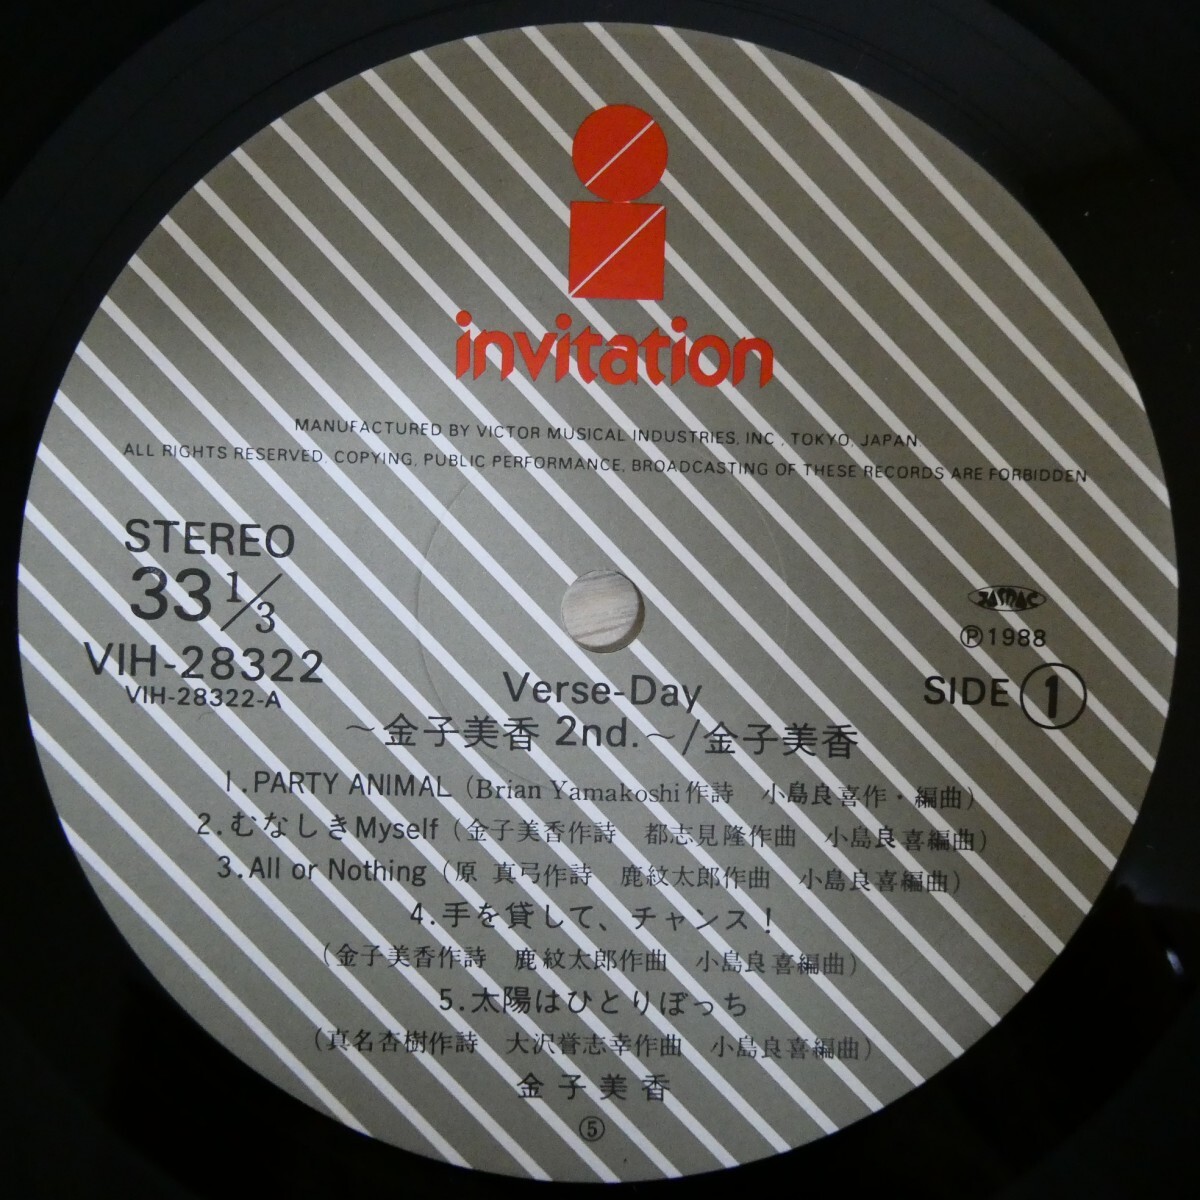 invitation
MANUFACTURED BY VICTOR MUSICAL INDUSTRIES, INC., TOKYO, JAPAN.
ALL RIGHTS RESERVED. COPYING, PUBLIC PERFORMANCE, BROADCASTING OF THESE RECORDS ARE FORBIDDEN
STEREO
33 1/3
VIH-28322
VIH-28322-A
JASRAC
Ⓟ1988
SIDE 1
Verse-Day
〜金子美香 2nd.〜/金子美香
1.PARTY ANIMAL (Brian Yamakoshi作詩 小島良喜作・編曲)
2.むなしきMyself (金子美香作詩 都志見隆作曲 小島良喜編曲)
3.All or Nothing (原 真弓作詩 鹿紋太郎作曲 小島良喜編曲)
4.手を貸して、チャンス!
(金子美香作詩 鹿紋太郎作曲 小島良喜編曲)
5.太陽はひとりぼっち
(真名杏樹作詩 大沢誉志幸作曲 小島良喜編曲)
金子美香
⑤